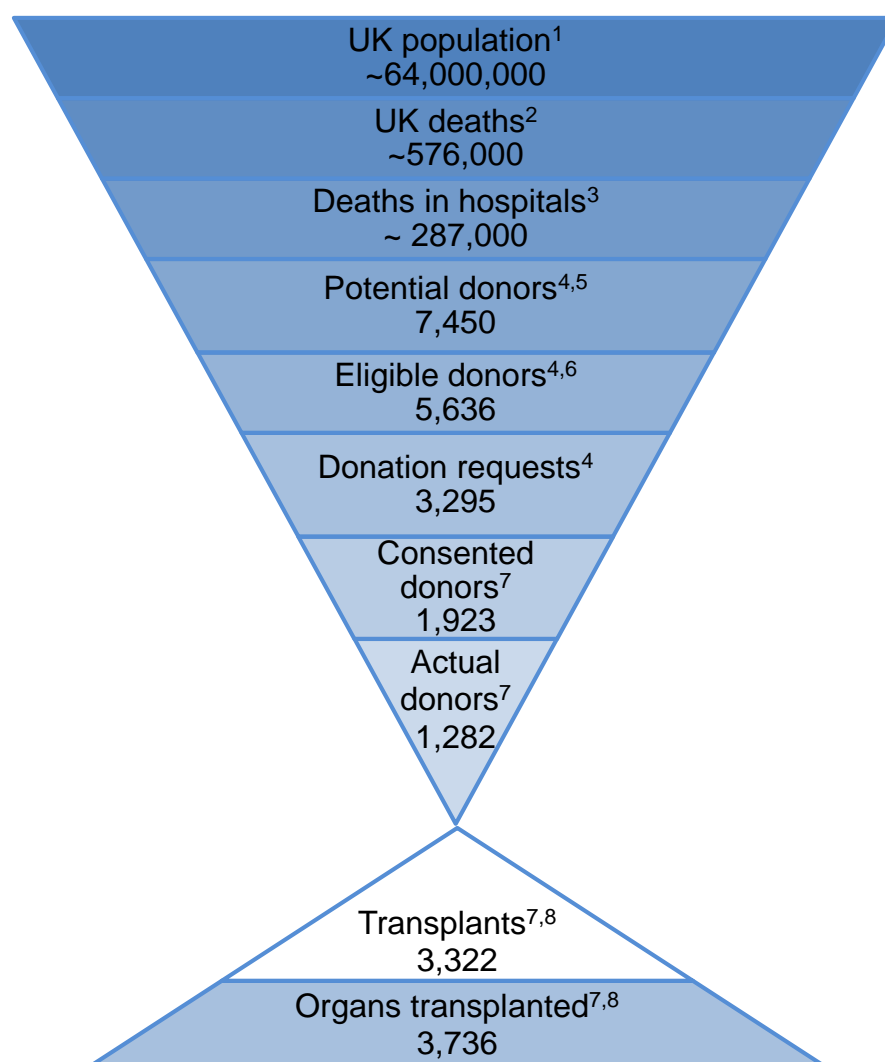 UK population¹
~64,000,000
UK deaths²
~576,000
Deaths in hospitals³
~ 287,000
Potential donors⁴,⁵
7,450
Eligible donors⁴,⁶
5,636
Donation requests⁴
3,295
Consented
donors⁷
1,923
Actual
donors⁷
1,282
Transplants⁷,⁸
3,322
Organs transplanted⁷,⁸
3,736